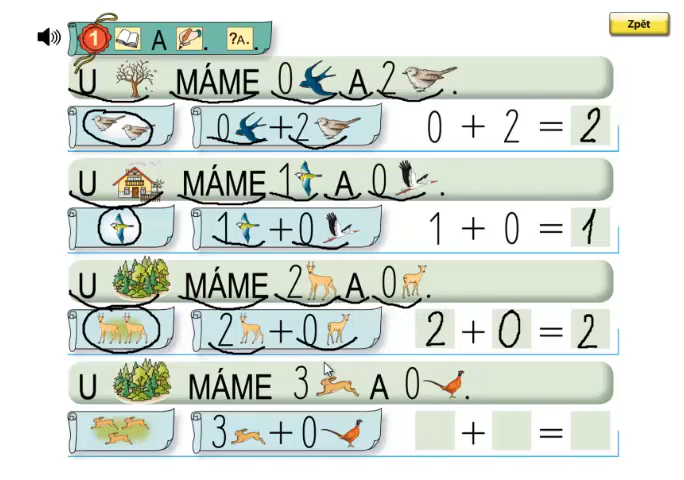 Zpět
1 A . ?A. .
U MÁME 0 A 2 .
0 + 2 0 + 2 = 2
U MÁME 1 A 0 .
1 + 0 1 + 0 = 1
U MÁME 2 A 0 .
2 + 0 2 + 0 = 2
U MÁME 3 A 0 .
3 + 0 + =